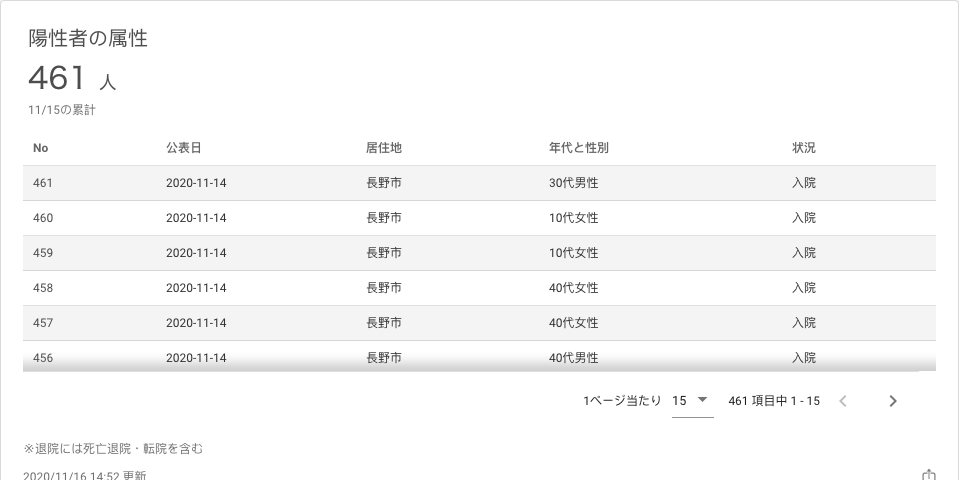 陽性者の属性
461 人
11/15の累計
No 公表日 居住地 年代と性別 状況
461 2020-11-14 長野市 30代男性 入院
460 2020-11-14 長野市 10代女性 入院
459 2020-11-14 長野市 10代女性 入院
458 2020-11-14 長野市 40代女性 入院
457 2020-11-14 長野市 40代女性 入院
456 2020-11-14 長野市 40代男性 入院
1ページ当たり 15 461 項目中 1 - 15
※退院には死亡退院・転院を含む
2020/11/16 14:52 更新